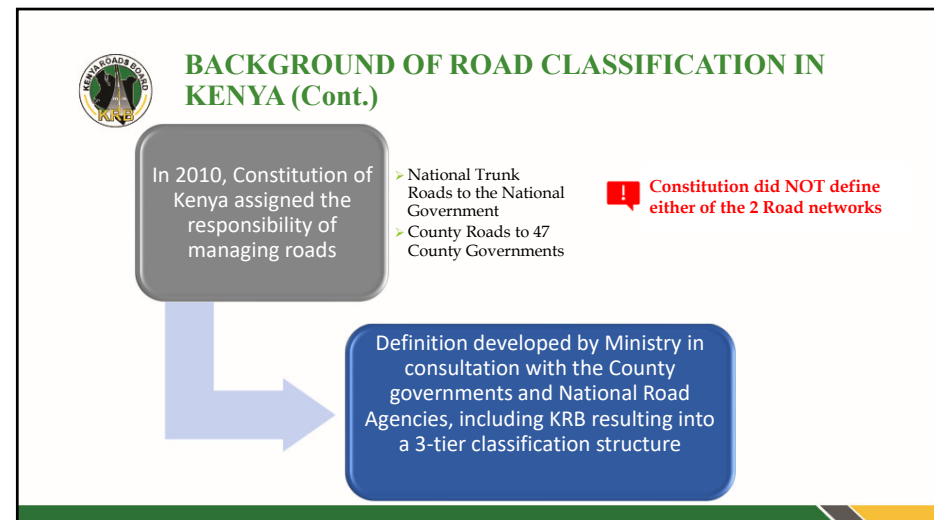 KENYA ROADS BOARD
KRB
BACKGROUND OF ROAD CLASSIFICATION IN
KENYA (Cont.)
In 2010, Constitution of
Kenya assigned the
responsibility of
managing roads
➢ National Trunk
Roads to the National
Government
➢ County Roads to 47
County Governments
!
Constitution did NOT define
either of the 2 Road networks
Definition developed by Ministry in
consultation with the County
governments and National Road
Agencies, including KRB resulting into
a 3-tier classification structure